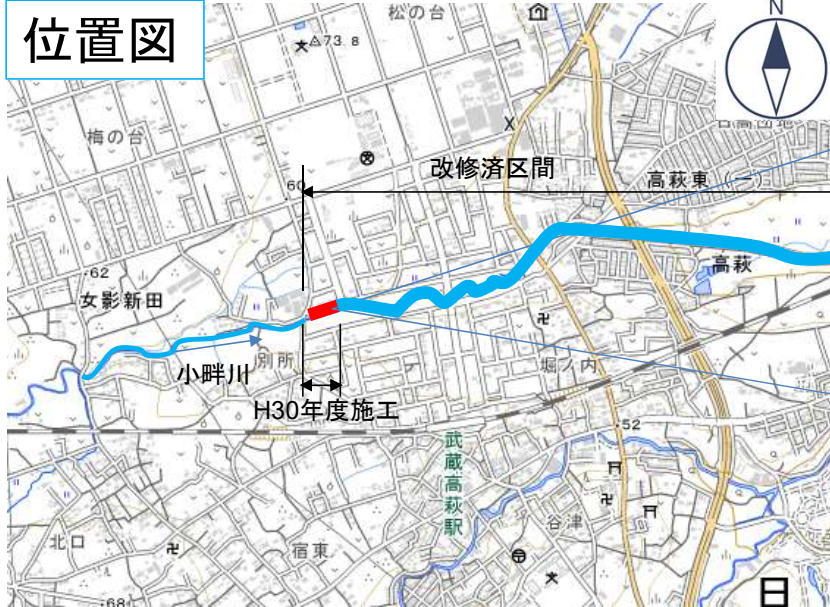 位置図
N
松の台
73.8
梅の台
X
改修済区間
60
高萩東(一)
62
女影新田
高萩
小畔川
別所
堀ノ内
H30年度施工
52
武蔵高萩駅
北口
宿東
谷津
68
日